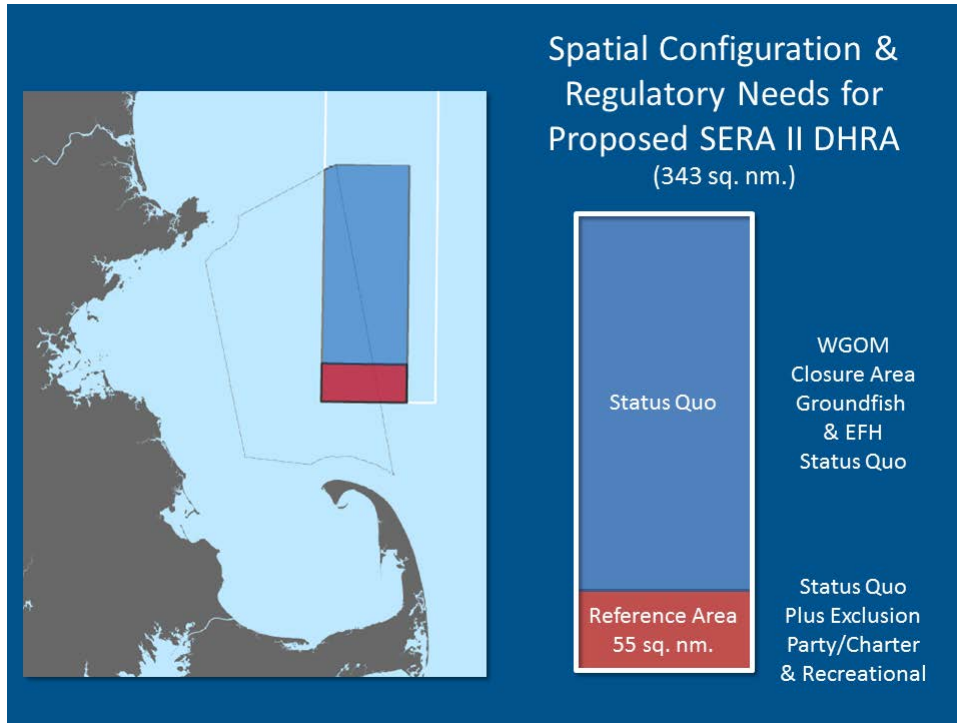 Spatial Configuration &
Regulatory Needs for
Proposed SERA II DHRA
(343 sq. nm.)
Status Quo
WGOM
Closure Area
Groundfish
& EFH
Status Quo
Reference Area
55 sq. nm.
Status Quo
Plus Exclusion
Party/Charter
& Recreational